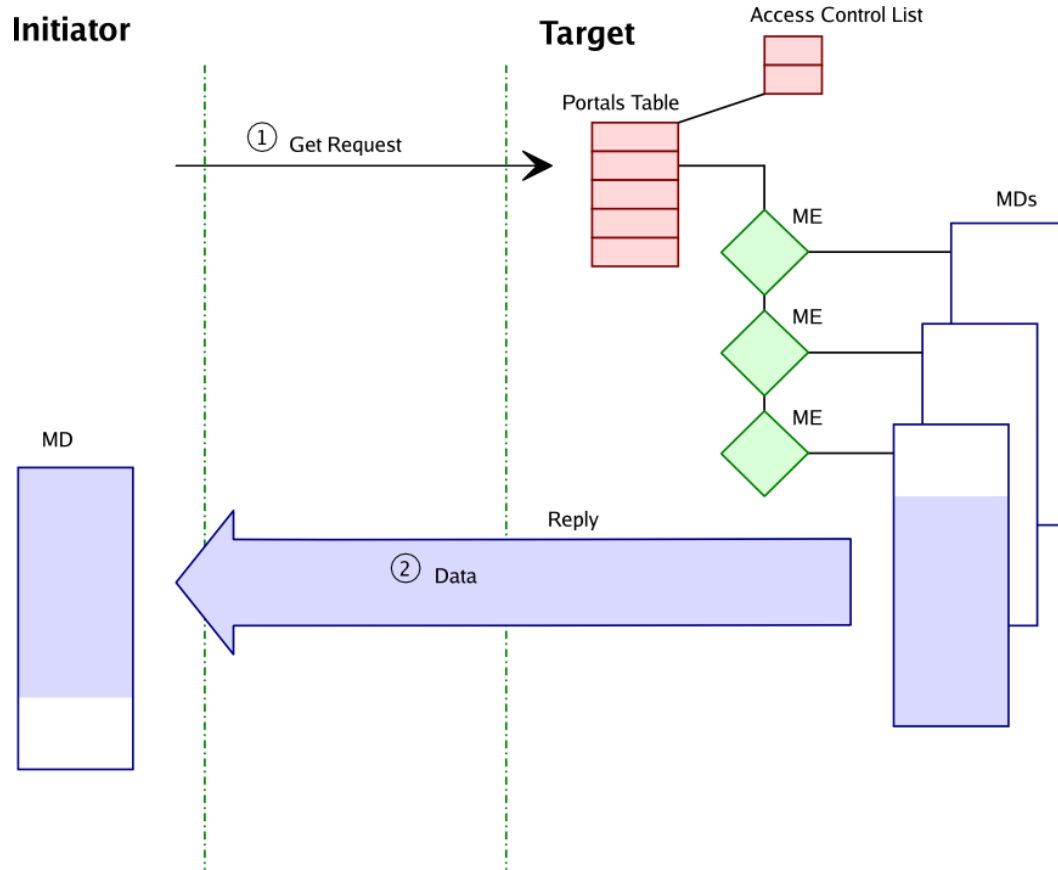 Initiator
Target
Access Control List
Portals Table
1 Get Request
ME
MDs
ME
ME
MD
Reply
2 Data